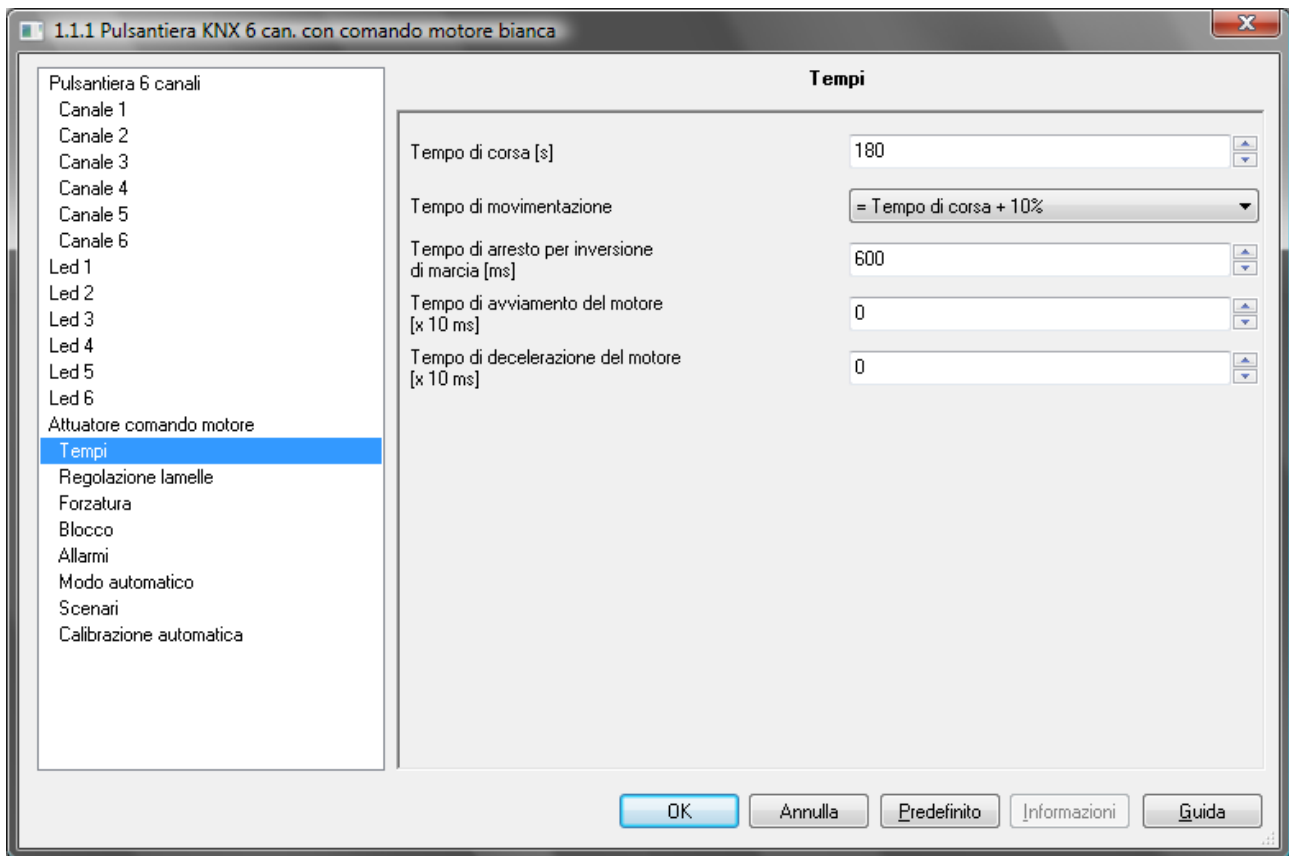 1.1.1 Pulsantiera KNX 6 can. con comando motore bianca
Pulsantiera 6 canali
Canale 1
Canale 2
Canale 3
Canale 4
Canale 5
Canale 6
Led 1
Led 2
Led 3
Led 4
Led 5
Led 6
Attuatore comando motore
Tempi
Regolazione lamelle
Forzatura
Blocco
Allarmi
Modo automatico
Scenari
Calibrazione automatica
Tempi
Tempo di corsa [s]
180
Tempo di movimentazione
= Tempo di corsa + 10%
Tempo di arresto per inversione
di marcia [ms]
600
Tempo di avviamento del motore
[x 10 ms]
0
Tempo di decelerazione del motore
[x 10 ms]
0
OK
Annulla
Predefinito
Informazioni
Guida